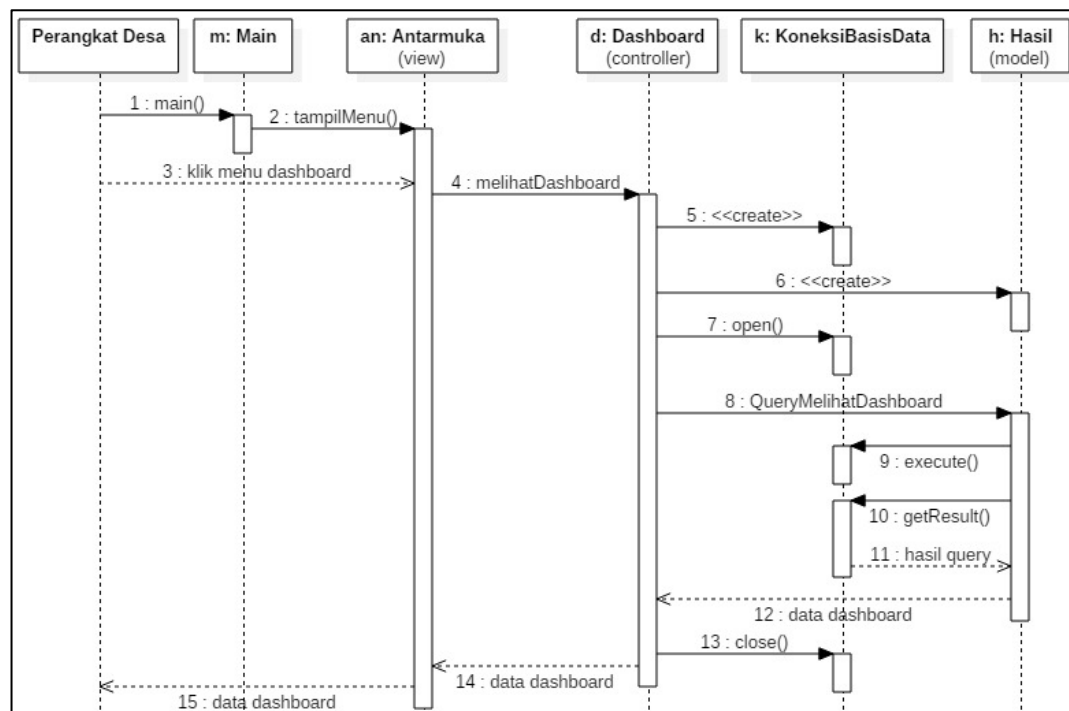 Perangkat Desa
m: Main
an: Antarmuka
(view)
d: Dashboard
(controller)
k: KoneksiBasisData
h: Hasil
(model)
1 : main()
2 : tampilMenu()
3 : klik menu dashboard
4 : melihatDashboard
5 : <<create>>
6 : <<create>>
7 : open()
8 : QueryMelihatDashboard
9 : execute()
10 : getResult()
11 : hasil query
12 : data dashboard
13 : close()
14 : data dashboard
15 : data dashboard